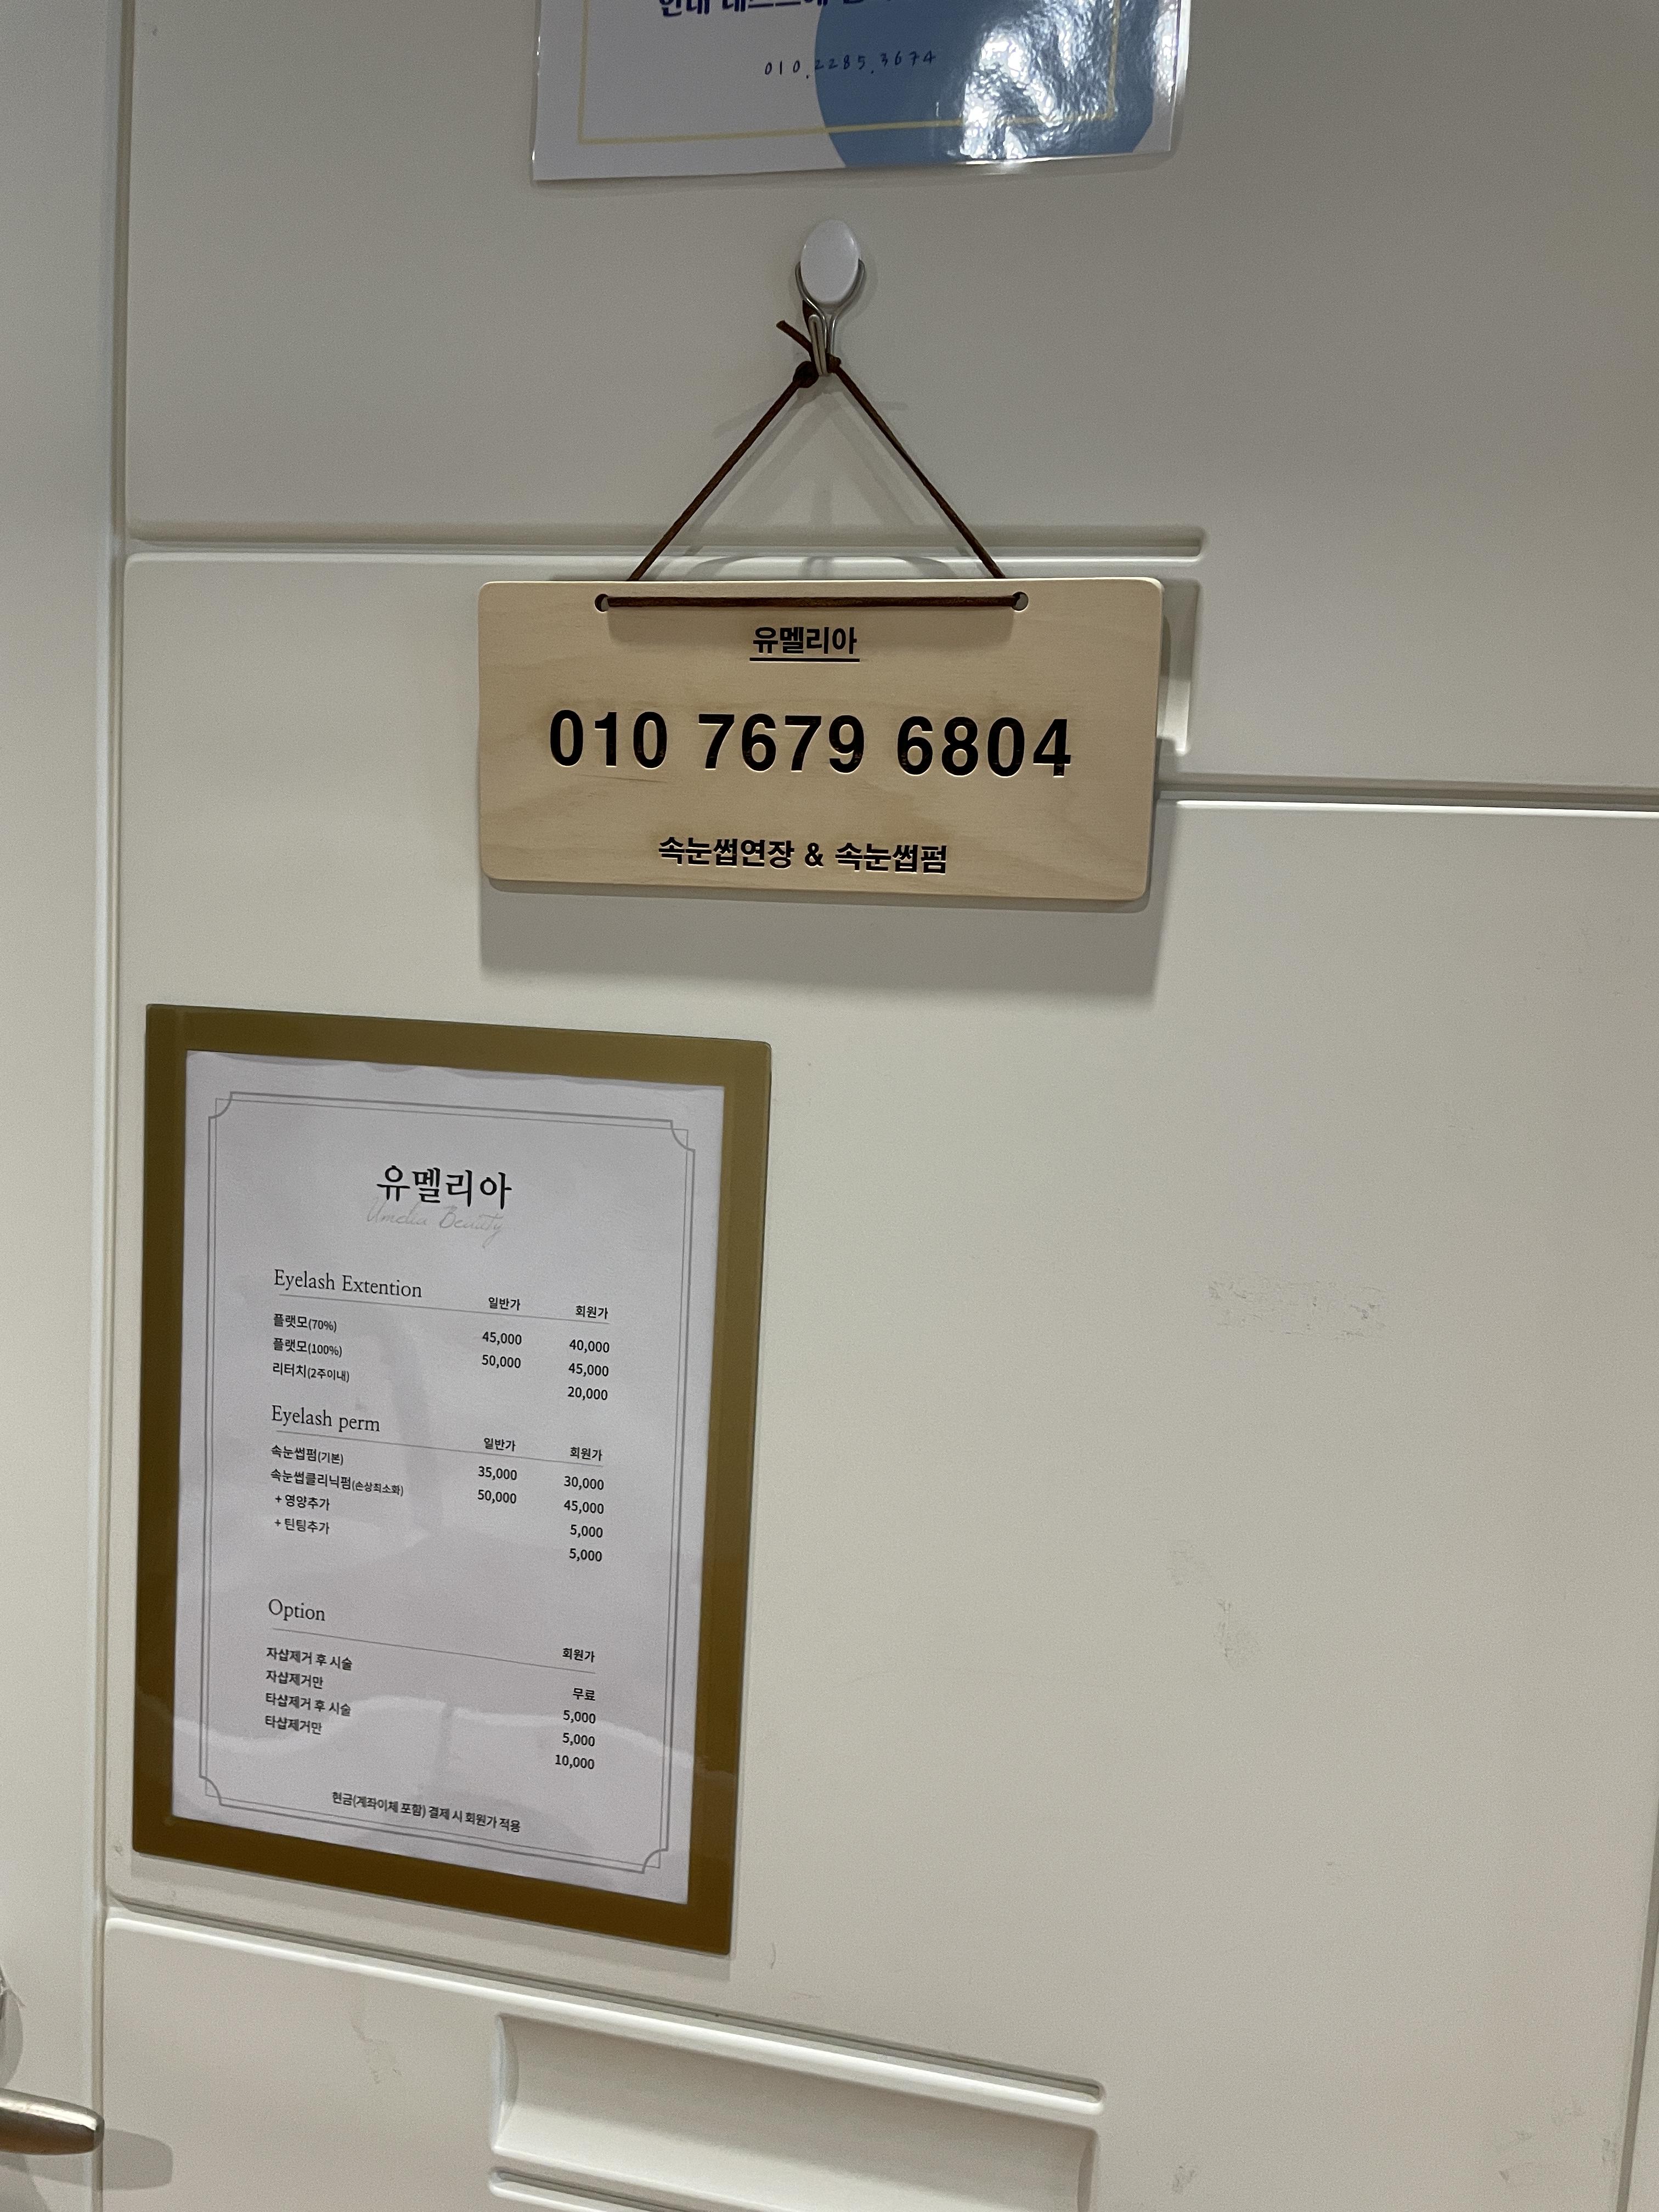 010.2285.3674
유멜리아
010 7679 6804
속눈썹연장 & 속눈썹펌
유멜리아
Umelia Beauty
Eyelash Extention 일반가 회원가
플랫모(70%) 45,000 40,000
플랫모(100%) 50,000 45,000
리터치(2주이내) 20,000
Eyelash perm 일반가 회원가
속눈썹펌(기본) 35,000 30,000
속눈썹클리닉펌(손상최소화) 50,000 45,000
+ 영양추가 5,000
+ 틴팅추가 5,000
Option 회원가
자샵제거 후 시술 무료
자샵제거만 5,000
타샵제거 후 시술 5,000
타샵제거만 10,000
현금(계좌이체 포함) 결제 시 회원가 적용